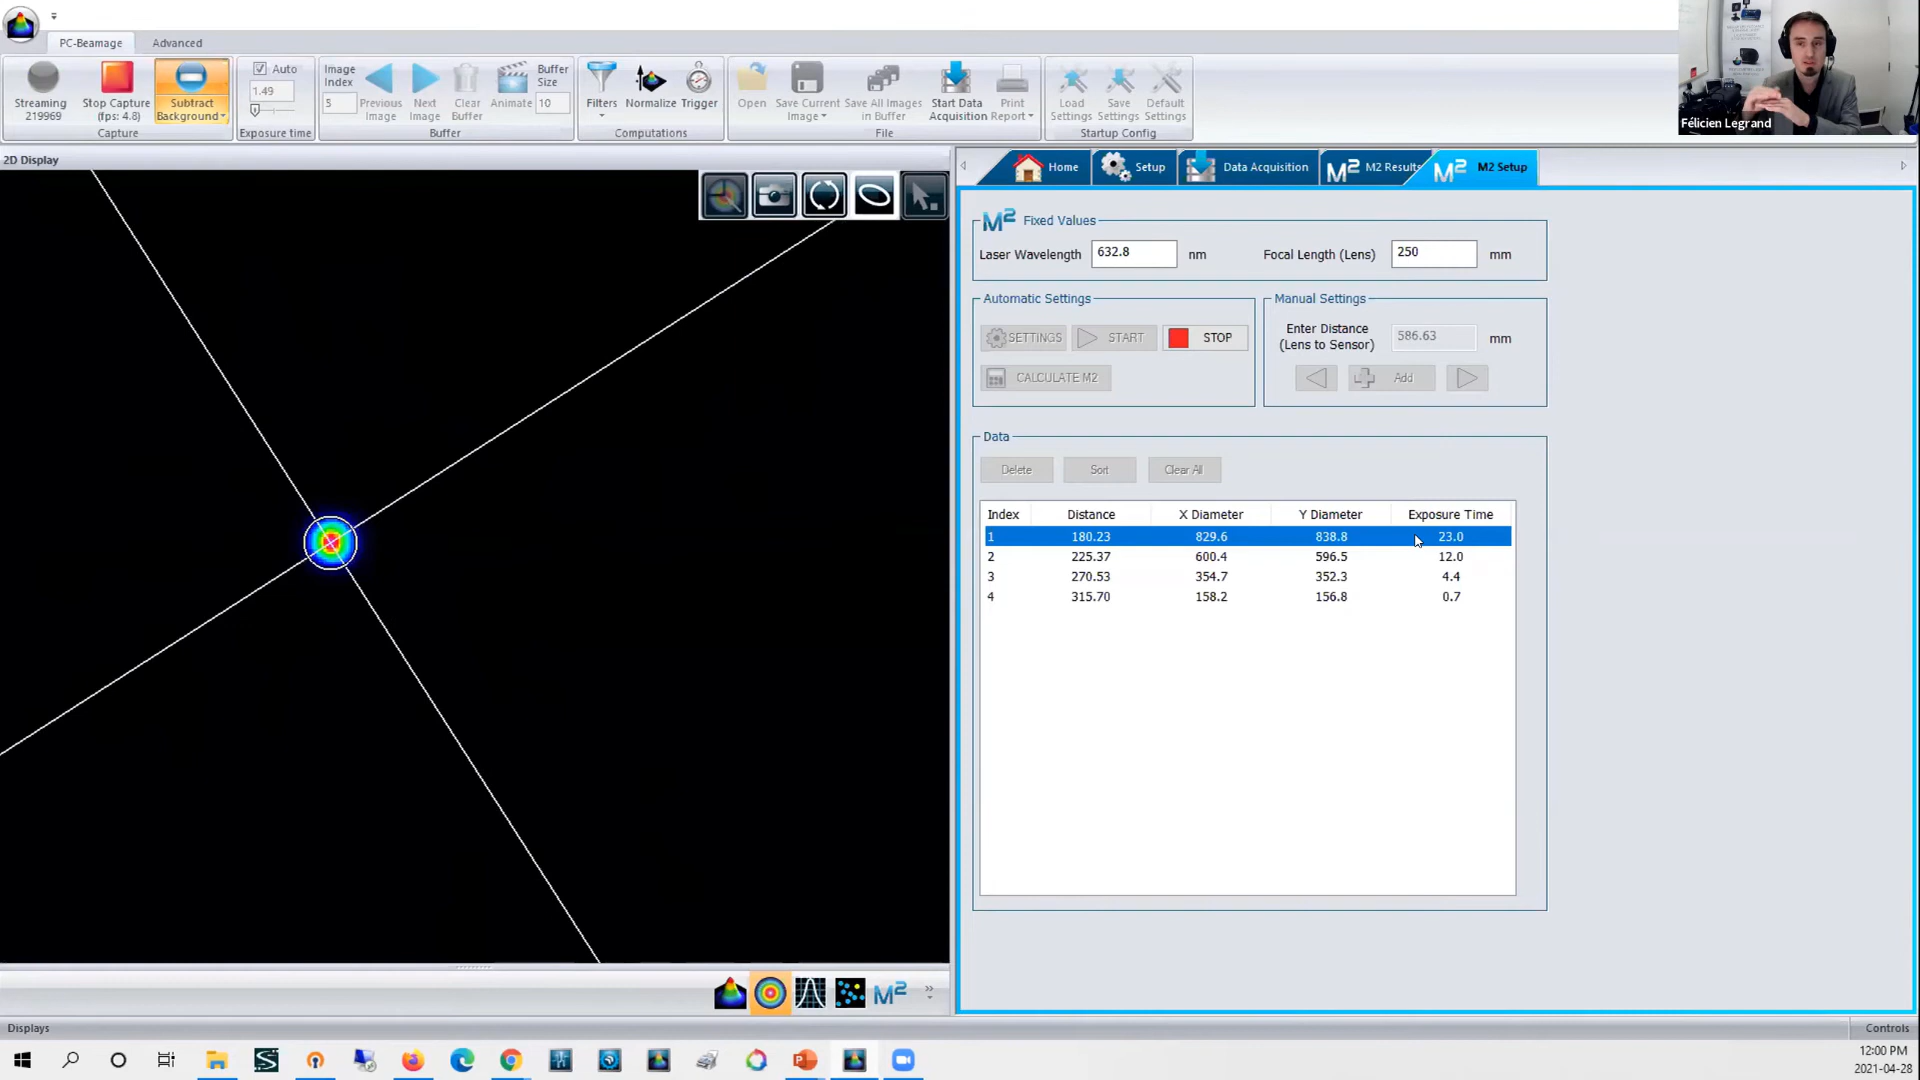 PC-Beamage Advanced
Streaming 219969
Stop Capture (fps: 4.8)
Subtract Background
Capture
Auto
1.49
Exposure time
Image Index
5
Previous Image
Next Image
Clear Buffer
Animate
Buffer Size
10
Buffer
Filters
Normalize
Trigger
Computations
Open
Save Current Image
Save All Images in Buffer
Start Data Acquisition
Print Report
File
Load Settings
Save Settings
Default Settings
Startup Config
Félicien Legrand
2D Display
Home
Setup
Data Acquisition
M2 M2 Results
M2 M2 Setup
M2 Fixed Values
Laser Wavelength 632.8 nm Focal Length (Lens) 250 mm
Automatic Settings
SETTINGS START STOP
CALCULATE M2
Manual Settings
Enter Distance (Lens to Sensor) 586.63 mm
Add
Data
Delete Sort Clear All
Index Distance X Diameter Y Diameter Exposure Time
1 180.23 829.6 838.8 23.0
2 225.37 600.4 596.5 12.0
3 270.53 354.7 352.3 4.4
4 315.70 158.2 156.8 0.7
M2
Displays
Controls
12:00 PM
2021-04-28